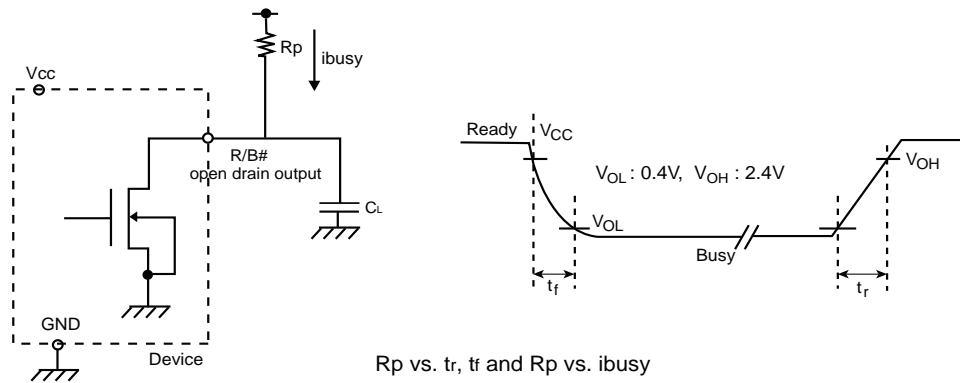 Rp
ibusy
Vcc
R/B#
open drain output
CL
GND
Device
Ready
VCC
VOL : 0.4V, VOH : 2.4V
VOH
VOL
Busy
tf
tr
Rp vs. tr, tf and Rp vs. ibusy